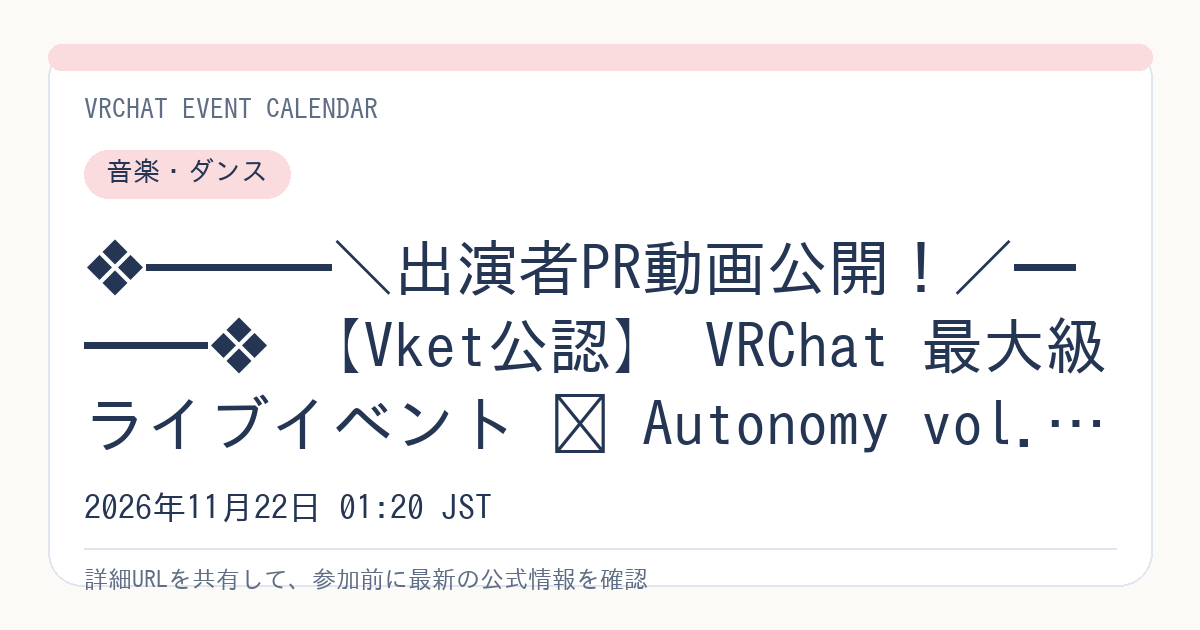 VRCHAT EVENT CALENDAR
音楽・ダンス
❖━━━＼出演者PR動画公開！／━
━━❖ 【Vket公認】 VRChat 最大級
ライブイベント Autonomy vol.…
2026年11月22日 01:20 JST
詳細URLを共有して、参加前に最新の公式情報を確認